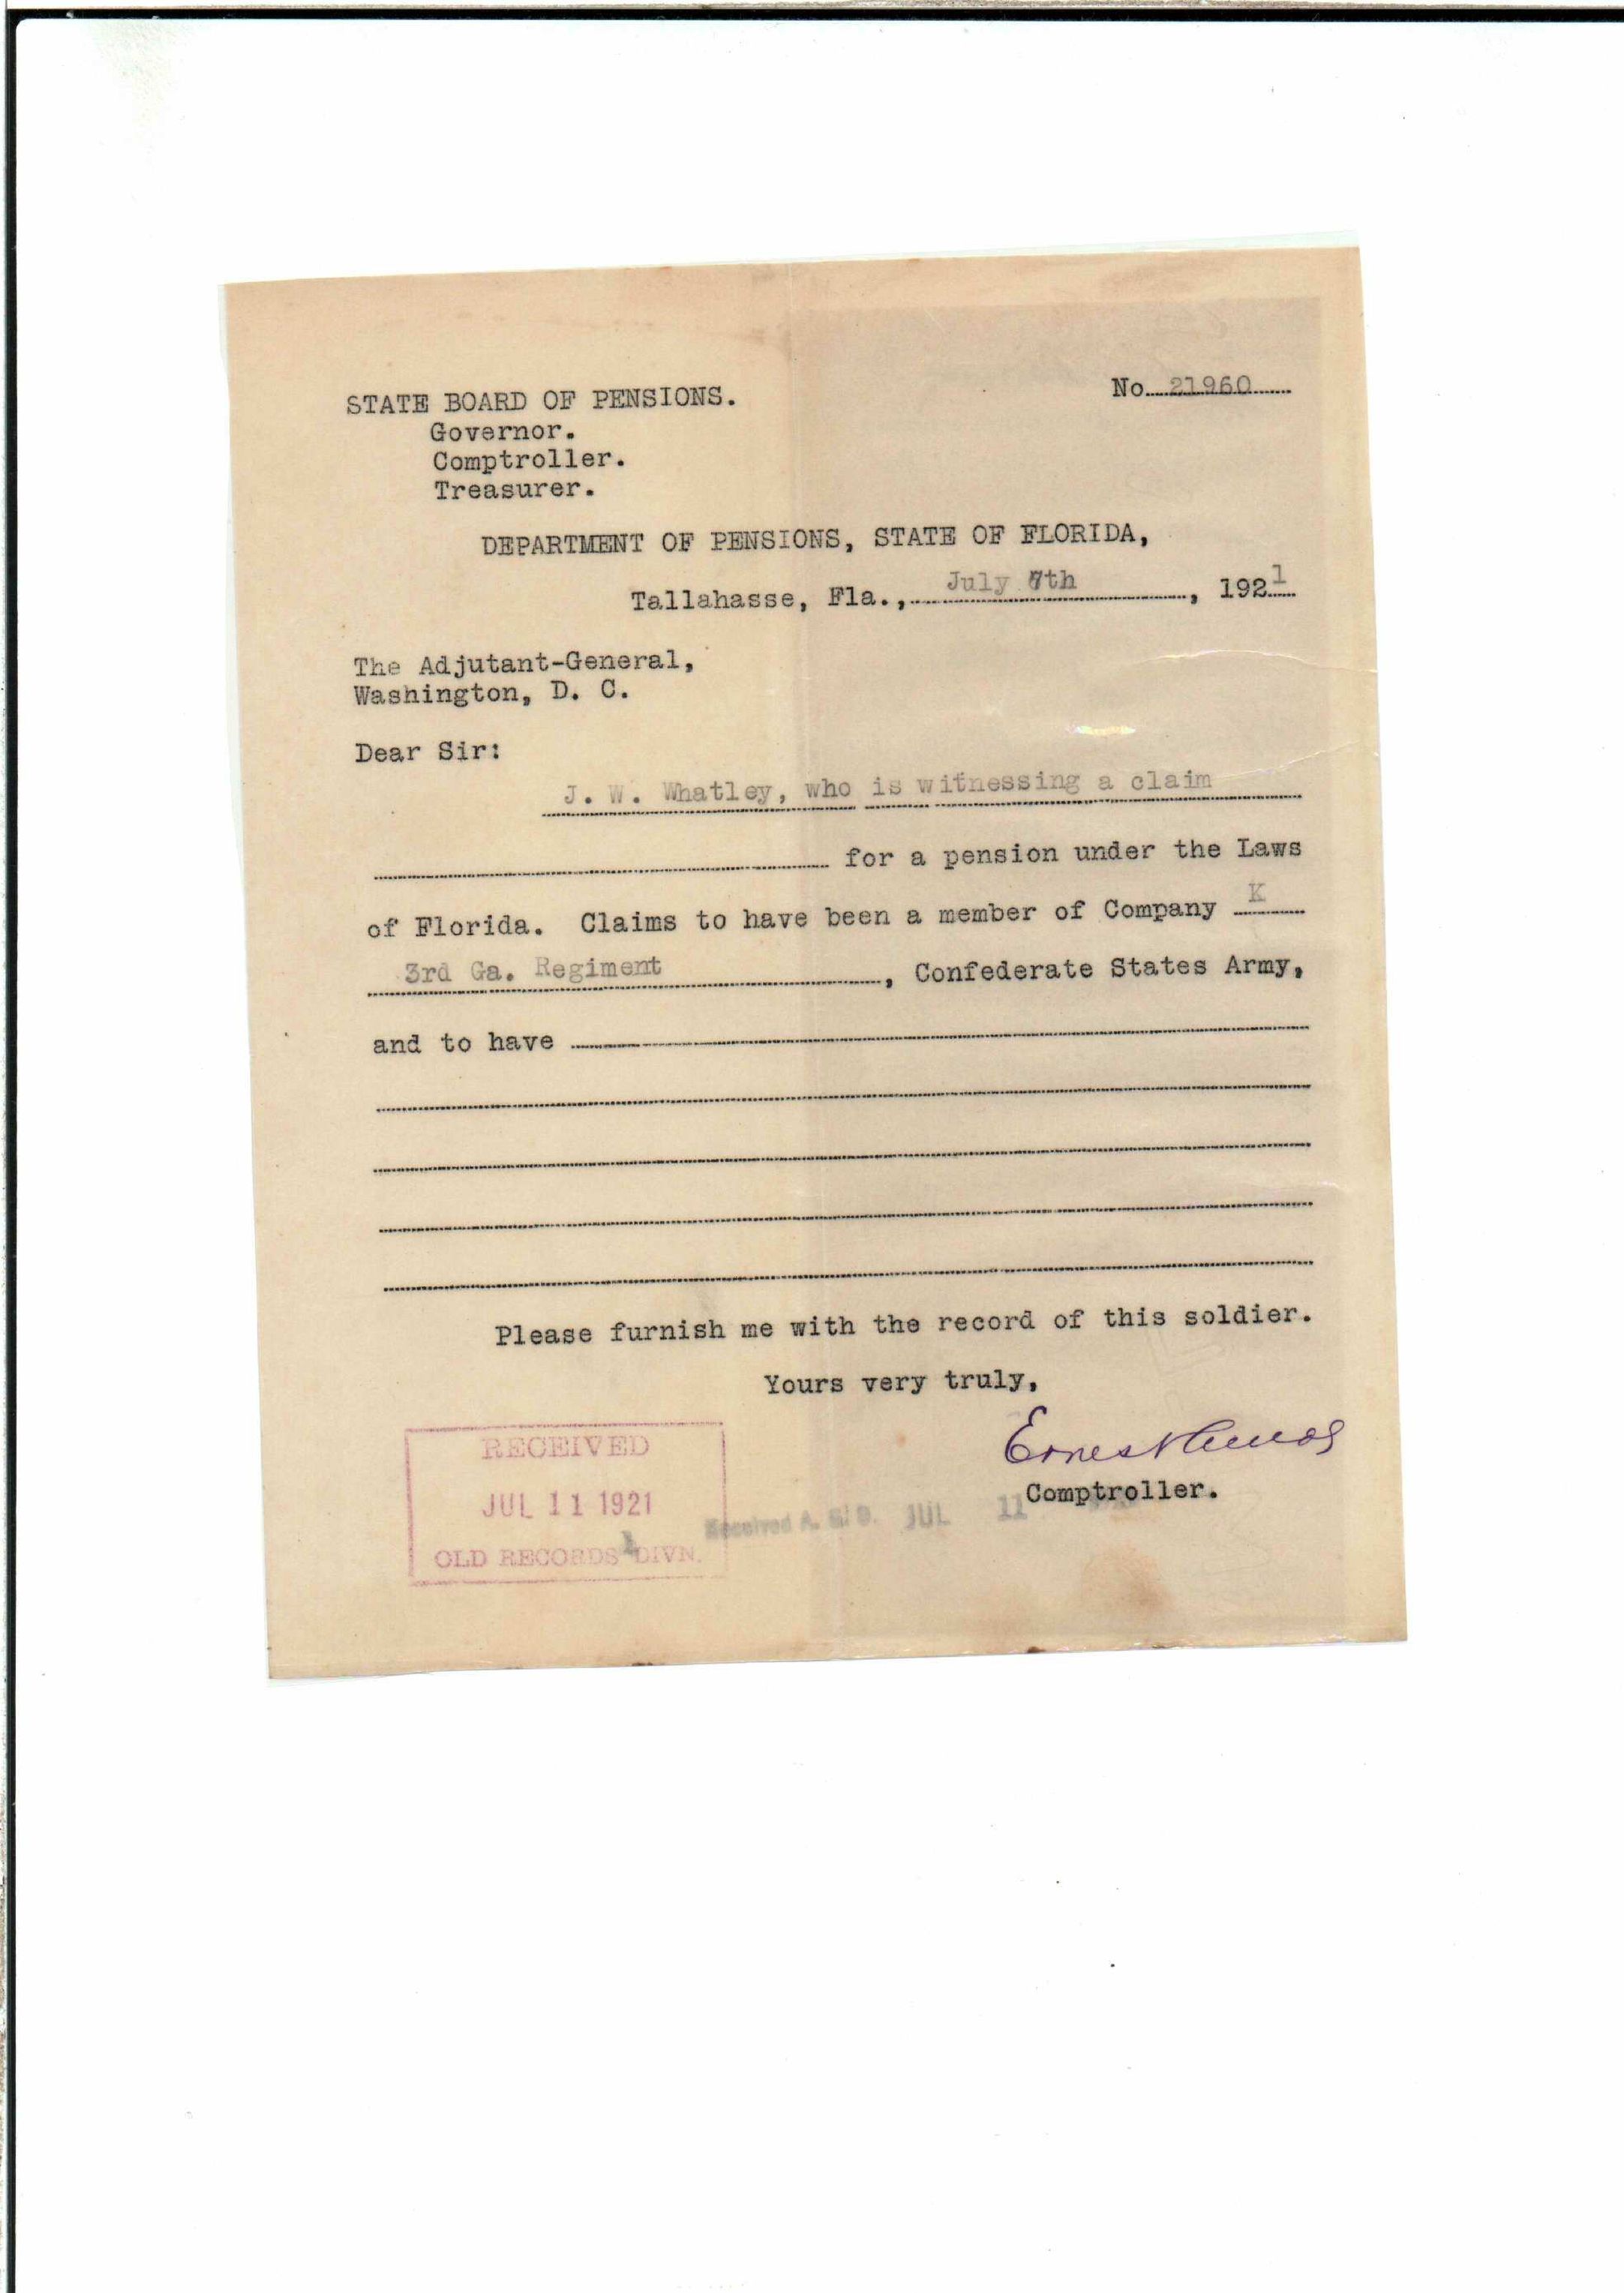 No. 21960
STATE BOARD OF PENSIONS.
Governor.
Comptroller.
Treasurer.
DEPARTMENT OF PENSIONS, STATE OF FLORIDA,
Tallahasse, Fla., July 7th, 1921
The Adjutant-General,
Washington, D. C.
Dear Sir:
J. W. Whatley, who is witnessing a claim
for a pension under the Laws
of Florida. Claims to have been a member of Company K
3rd Ga. Regiment, Confederate States Army,
and to have
Please furnish me with the record of this soldier.
Yours very truly,
Ernest Amos
Comptroller.
RECEIVED
JUL 11 1921
OLD RECORDS DIVN.
Received A. G. O. JUL 11